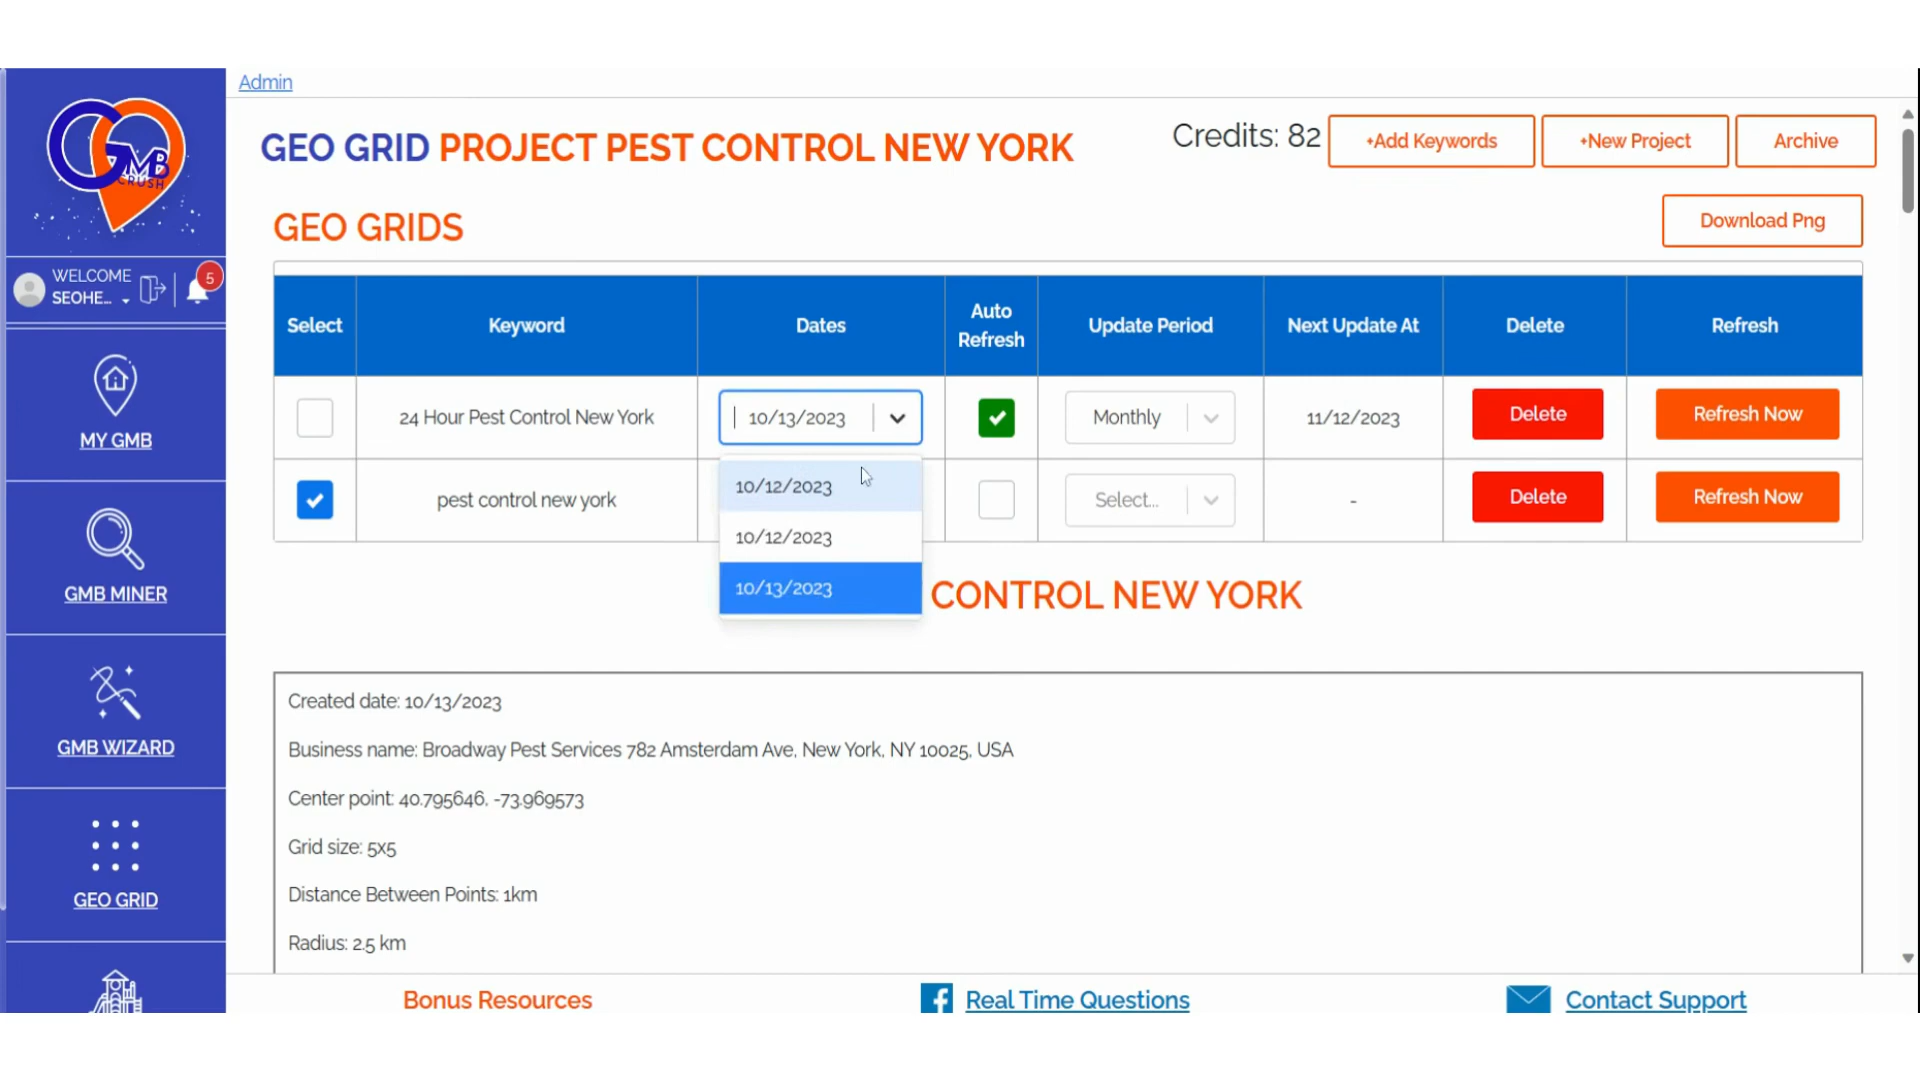 Admin
GEO GRID PROJECT PEST CONTROL NEW YORK
Credits: 82
+Add Keywords
+New Project
Archive
GEO GRIDS
Download Png
GMB
CRUSH
WELCOME
SEOHE...
5
MY GMB
GMB MINER
GMB WIZARD
GEO GRID
Select
Keyword
Dates
Auto
Refresh
Update Period
Next Update At
Delete
Refresh
24 Hour Pest Control New York
10/13/2023
Monthly
11/12/2023
Delete
Refresh Now
pest control new york
Select...
-
Delete
Refresh Now
10/12/2023
10/12/2023
10/13/2023
CONTROL NEW YORK
Created date: 10/13/2023
Business name: Broadway Pest Services 782 Amsterdam Ave, New York, NY 10025, USA
Center point: 40.795646, -73.969573
Grid size: 5x5
Distance Between Points: 1km
Radius: 2.5 km
Bonus Resources
Real Time Questions
Contact Support